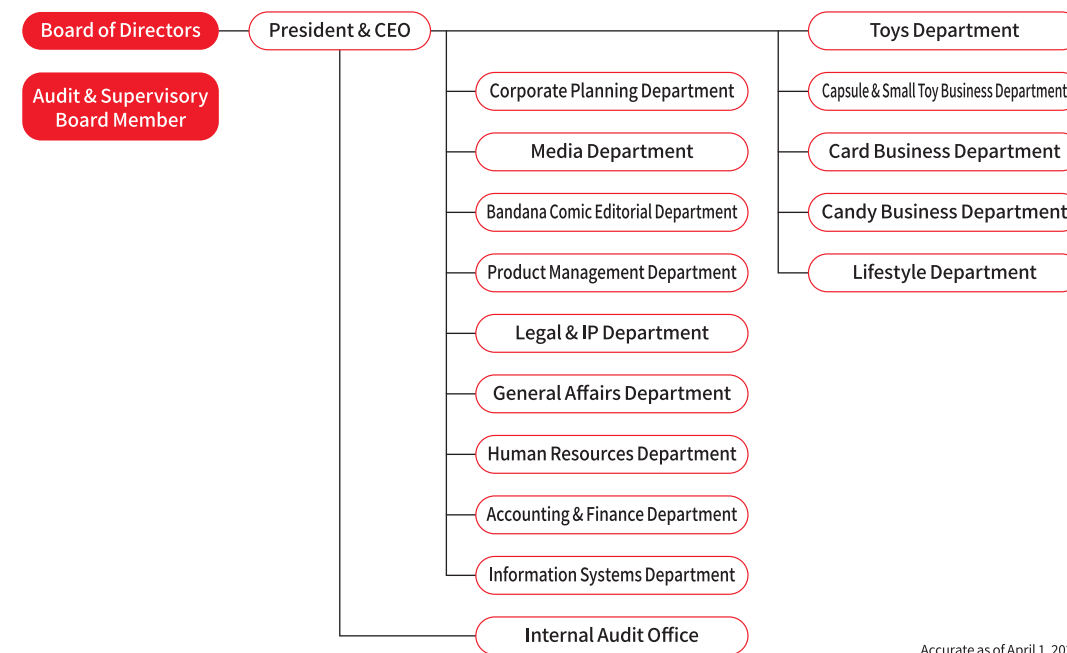 Board of Directors
President & CEO
Toys Department
Audit & Supervisory
Board Member
Corporate Planning Department
Capsule & Small Toy Business Department
Media Department
Card Business Department
Bandana Comic Editorial Department
Candy Business Department
Product Management Department
Lifestyle Department
Legal & IP Department
General Affairs Department
Human Resources Department
Accounting & Finance Department
Information Systems Department
Internal Audit Office
Accurate as of April 1,